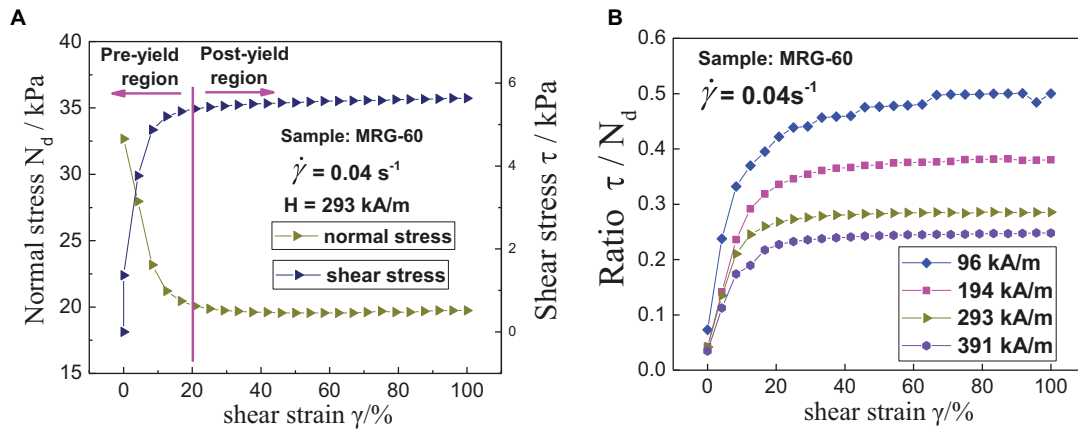 A
40
35
30
25
20
15
Normal stress N_d / kPa
Pre-yield
region
Post-yield
region
Sample: MRG-60
γ̇ = 0.04 s⁻¹
H = 293 kA/m
normal stress
shear stress
6
4
2
0
Shear stress τ / kPa
0 20 40 60 80 100
shear strain γ/%
B
0.6
0.5
0.4
0.3
0.2
0.1
0.0
Ratio τ / N_d
Sample: MRG-60
γ̇ = 0.04s⁻¹
96 kA/m
194 kA/m
293 kA/m
391 kA/m
0 20 40 60 80 100
shear strain γ/%